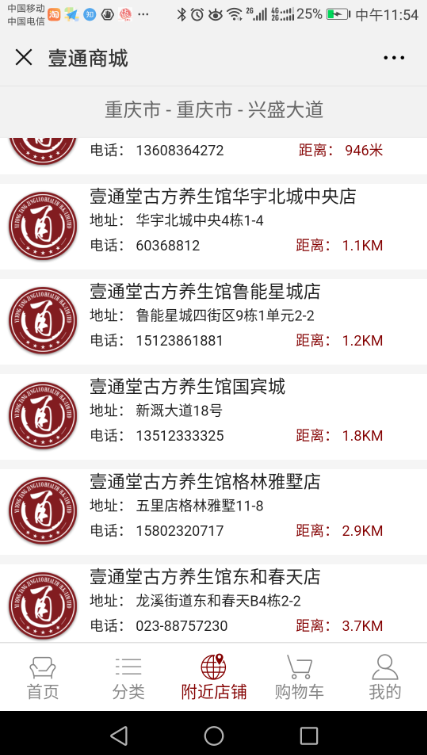 中国移动
中国电信
2G 4G 2G 25% 中午11:54
壹通商城
重庆市 - 重庆市 - 兴盛大道
电话： 13608364272 距离： 946米
壹通堂古方养生馆华宇北城中央店
地址： 华宇北城中央4栋1-4
电话： 60368812 距离： 1.1KM
壹通堂古方养生馆鲁能星城店
地址： 鲁能星城四街区9栋1单元2-2
电话： 15123861881 距离： 1.2KM
壹通堂古方养生馆国宾城
地址： 新溉大道18号
电话： 13512333325 距离： 1.8KM
壹通堂古方养生馆格林雅墅店
地址： 五里店格林雅墅11-8
电话： 15802320717 距离： 2.9KM
壹通堂古方养生馆东和春天店
地址： 龙溪街道东和春天B4栋2-2
电话： 023-88757230 距离： 3.7KM
首页 分类 附近店铺 购物车 我的